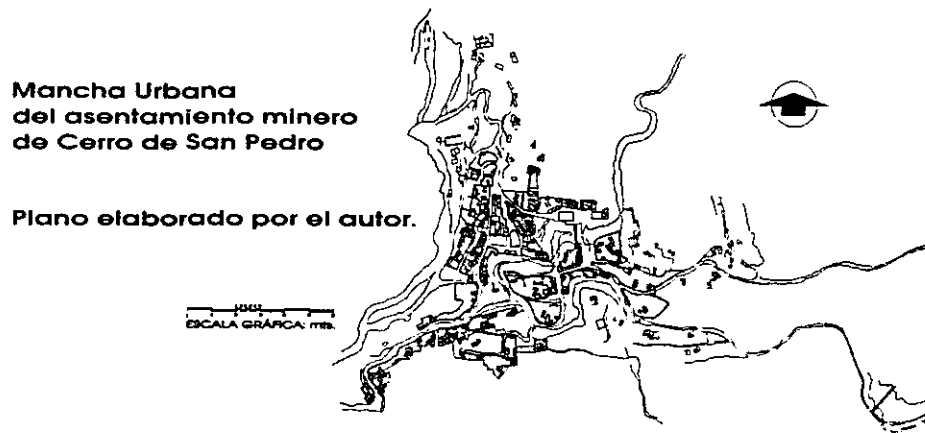 Mancha Urbana
del asentamiento minero
de Cerro de San Pedro
Plano elaborado por el autor.
ESCALA GRÁFICA: mts.